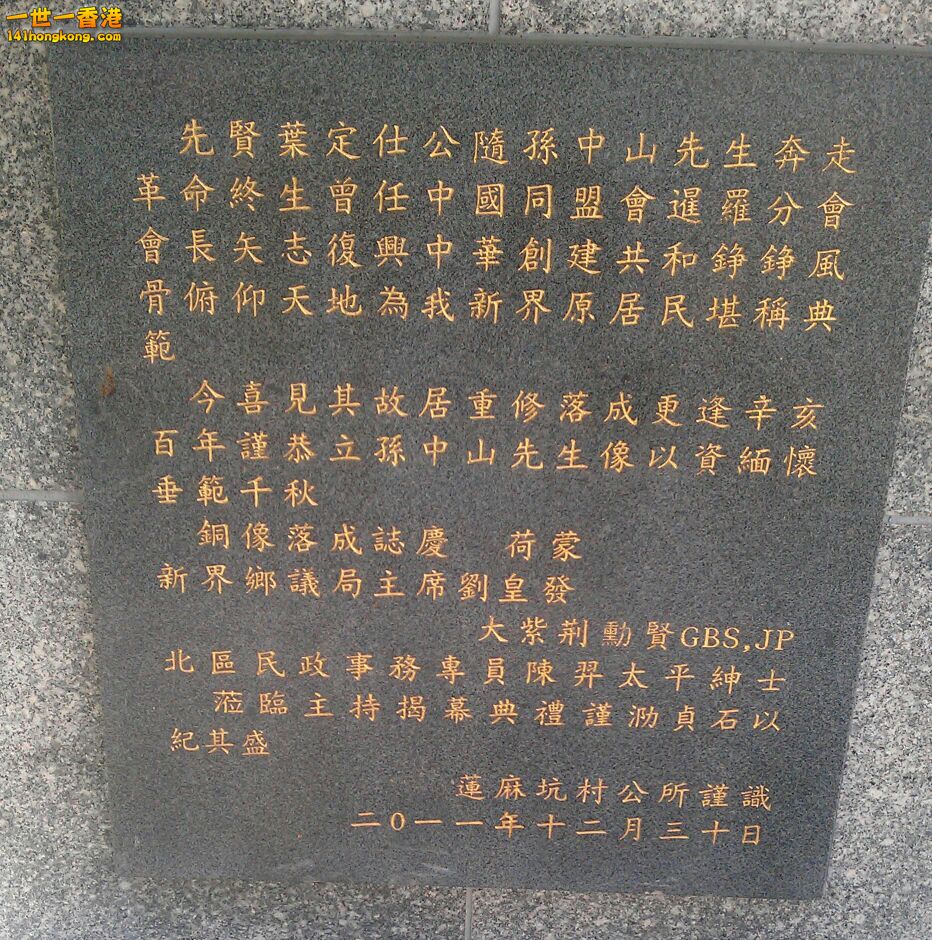 一世一香港
141hongkong.com
先賢葉定仕公隨孫中山先生奔走
革命終生曾任中國同盟會暹羅分會
會長矢志復興中華創建共和錚錚風
骨俯仰天地為我新界原居民堪稱典
範
今喜見其故居重修落成更逢辛亥
百年謹恭立孫中山先生像以資緬懷
垂範千秋
銅像落成誌慶 荷蒙
新界鄉議局主席劉皇發
大紫荊勳賢GBS,JP
北區民政事務專員陳羿太平紳士
蒞臨主持揭幕典禮謹泐貞石以
紀其盛
蓮麻坑村公所謹識
二0一一年十二月三十日